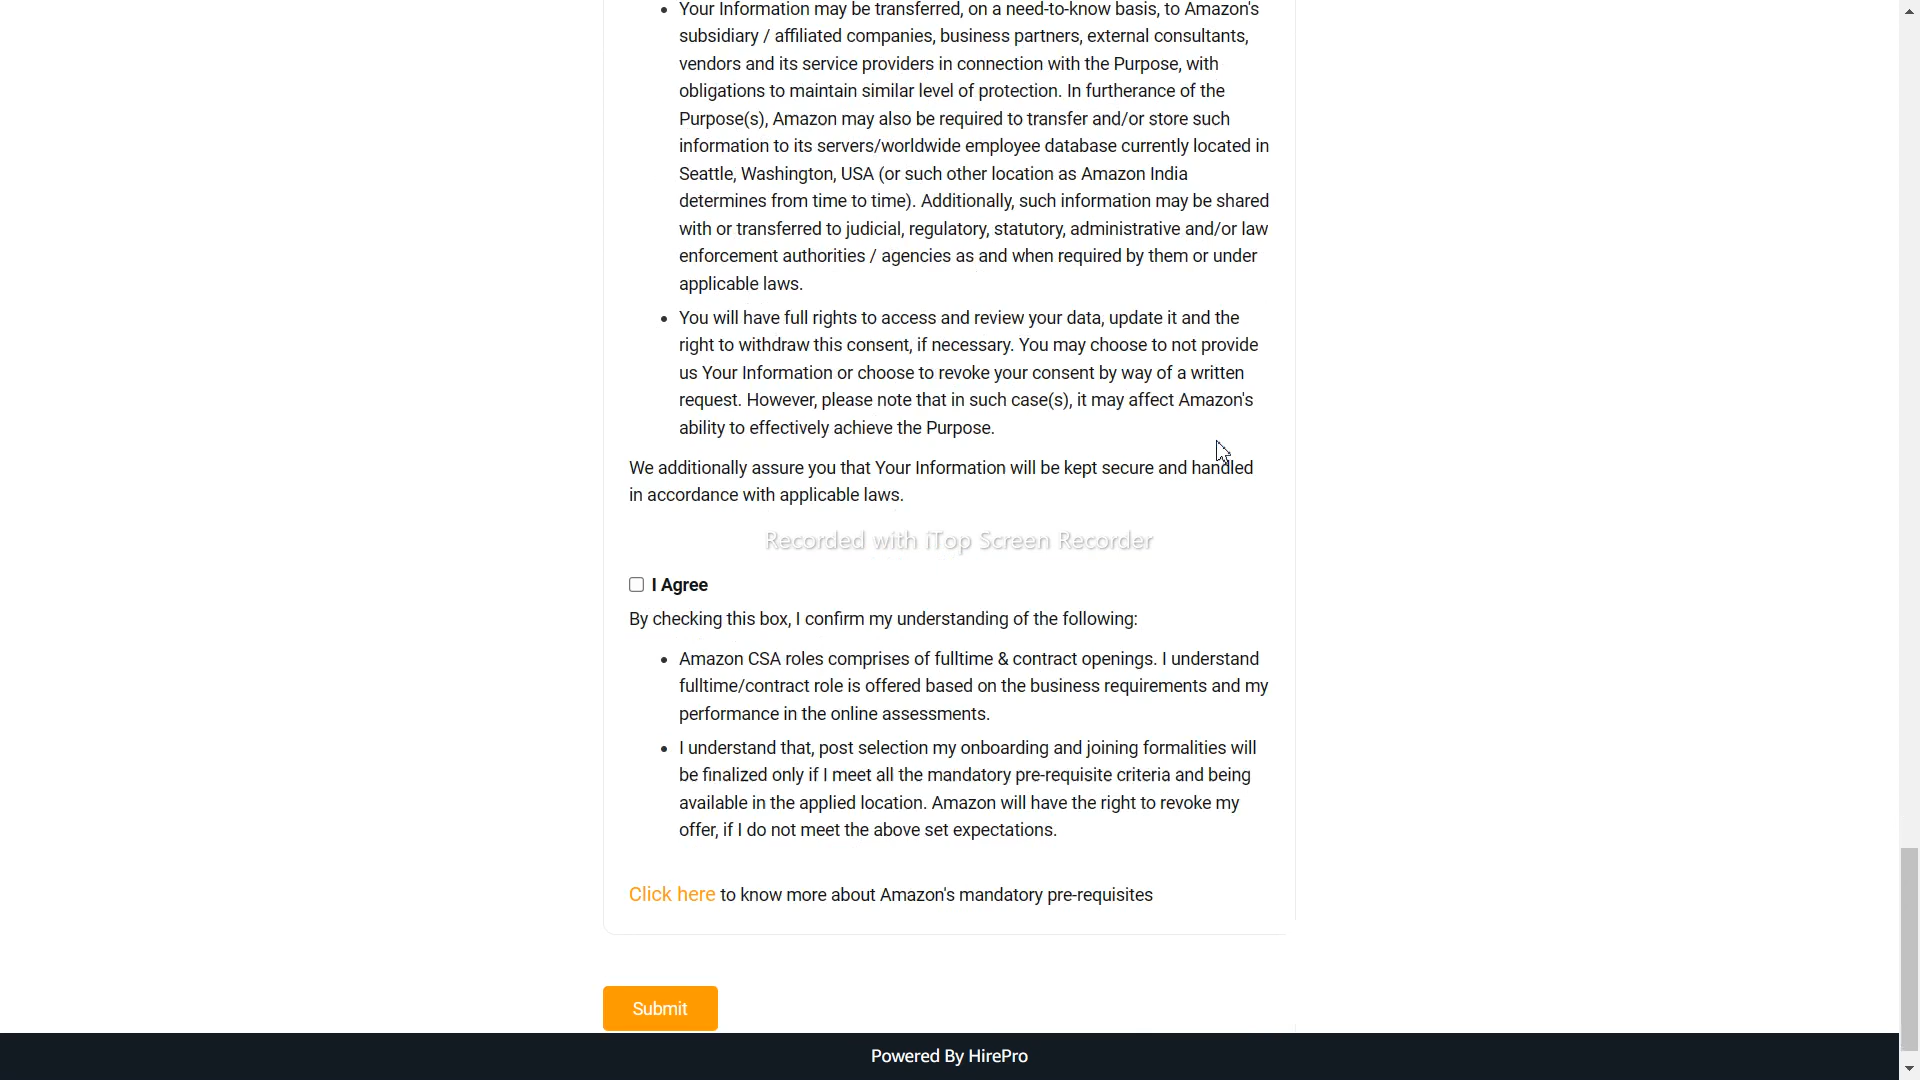 • Your Information may be transferred, on a need-to-know basis, to Amazon's
subsidiary / affiliated companies, business partners, external consultants,
vendors and its service providers in connection with the Purpose, with
obligations to maintain similar level of protection. In furtherance of the
Purpose(s), Amazon may also be required to transfer and/or store such
information to its servers/worldwide employee database currently located in
Seattle, Washington, USA (or such other location as Amazon India
determines from time to time). Additionally, such information may be shared
with or transferred to judicial, regulatory, statutory, administrative and/or law
enforcement authorities / agencies as and when required by them or under
applicable laws.
• You will have full rights to access and review your data, update it and the
right to withdraw this consent, if necessary. You may choose to not provide
us Your Information or choose to revoke your consent by way of a written
request. However, please note that in such case(s), it may affect Amazon's
ability to effectively achieve the Purpose.
We additionally assure you that Your Information will be kept secure and handled
in accordance with applicable laws.
Recorded with iTop Screen Recorder
I Agree
By checking this box, I confirm my understanding of the following:
• Amazon CSA roles comprises of fulltime & contract openings. I understand
fulltime/contract role is offered based on the business requirements and my
performance in the online assessments.
• I understand that, post selection my onboarding and joining formalities will
be finalized only if I meet all the mandatory pre-requisite criteria and being
available in the applied location. Amazon will have the right to revoke my
offer, if I do not meet the above set expectations.
Click here to know more about Amazon's mandatory pre-requisites
Submit
Powered By HirePro